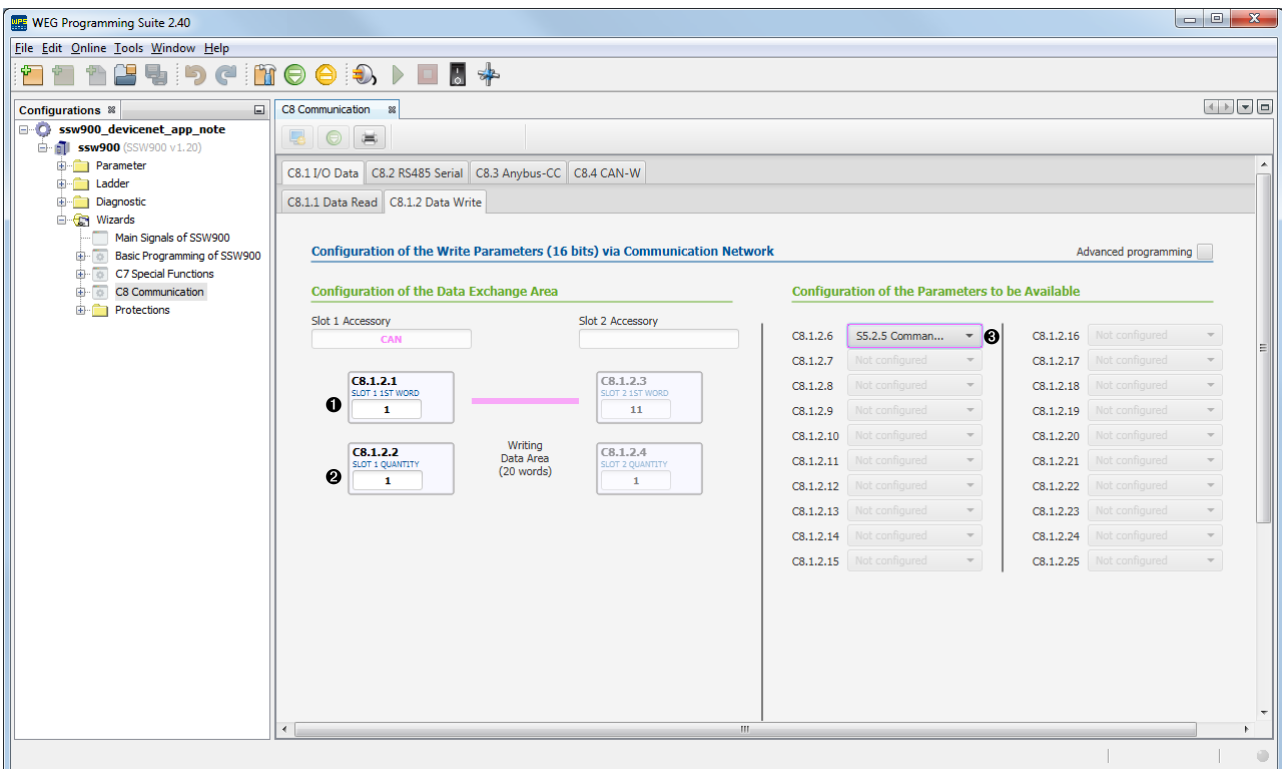 WPS WEG Programming Suite 2.40
File Edit Online Tools Window Help
Configurations
ssw900_devicenet_app_note
ssw900 (SSW900 v1.20)
Parameter
Ladder
Diagnostic
Wizards
Main Signals of SSW900
Basic Programming of SSW900
C7 Special Functions
C8 Communication
Protections
C8 Communication
C8.1 I/O Data C8.2 RS485 Serial C8.3 Anybus-CC C8.4 CAN-W
C8.1.1 Data Read C8.1.2 Data Write
Configuration of the Write Parameters (16 bits) via Communication Network
Advanced programming
Configuration of the Data Exchange Area
Slot 1 Accessory Slot 2 Accessory
CAN
❶
C8.1.2.1
SLOT 1 1ST WORD
1
C8.1.2.3
SLOT 2 1ST WORD
11
❷
C8.1.2.2
SLOT 1 QUANTITY
1
Writing
Data Area
(20 words)
C8.1.2.4
SLOT 2 QUANTITY
1
Configuration of the Parameters to be Available
C8.1.2.6 S5.2.5 Comman... ❸
C8.1.2.7 Not configured
C8.1.2.8 Not configured
C8.1.2.9 Not configured
C8.1.2.10 Not configured
C8.1.2.11 Not configured
C8.1.2.12 Not configured
C8.1.2.13 Not configured
C8.1.2.14 Not configured
C8.1.2.15 Not configured
C8.1.2.16 Not configured
C8.1.2.17 Not configured
C8.1.2.18 Not configured
C8.1.2.19 Not configured
C8.1.2.20 Not configured
C8.1.2.21 Not configured
C8.1.2.22 Not configured
C8.1.2.23 Not configured
C8.1.2.24 Not configured
C8.1.2.25 Not configured